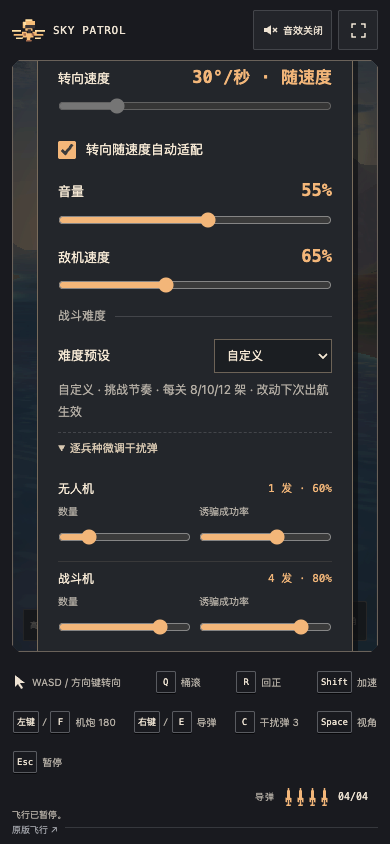 SKY PATROL
音效关闭
转向速度 30°/秒 · 随速度
转向随速度自动适配
音量 55%
敌机速度 65%
战斗难度
难度预设 自定义
自定义 · 挑战节奏 · 每关 8/10/12 架 · 改动下次出航
生效
▼ 逐兵种微调干扰弹
无人机 1 发 · 60%
数量 诱骗成功率
战斗机 4 发 · 80%
数量 诱骗成功率
WASD / 方向键转向 Q 桶滚 R 回正 Shift 加速
左键 / F 机炮 180 右键 / E 导弹 C 干扰弹 3 Space 视角
Esc 暂停
导弹 04/04
飞行已暂停。
原版飞行 ↗